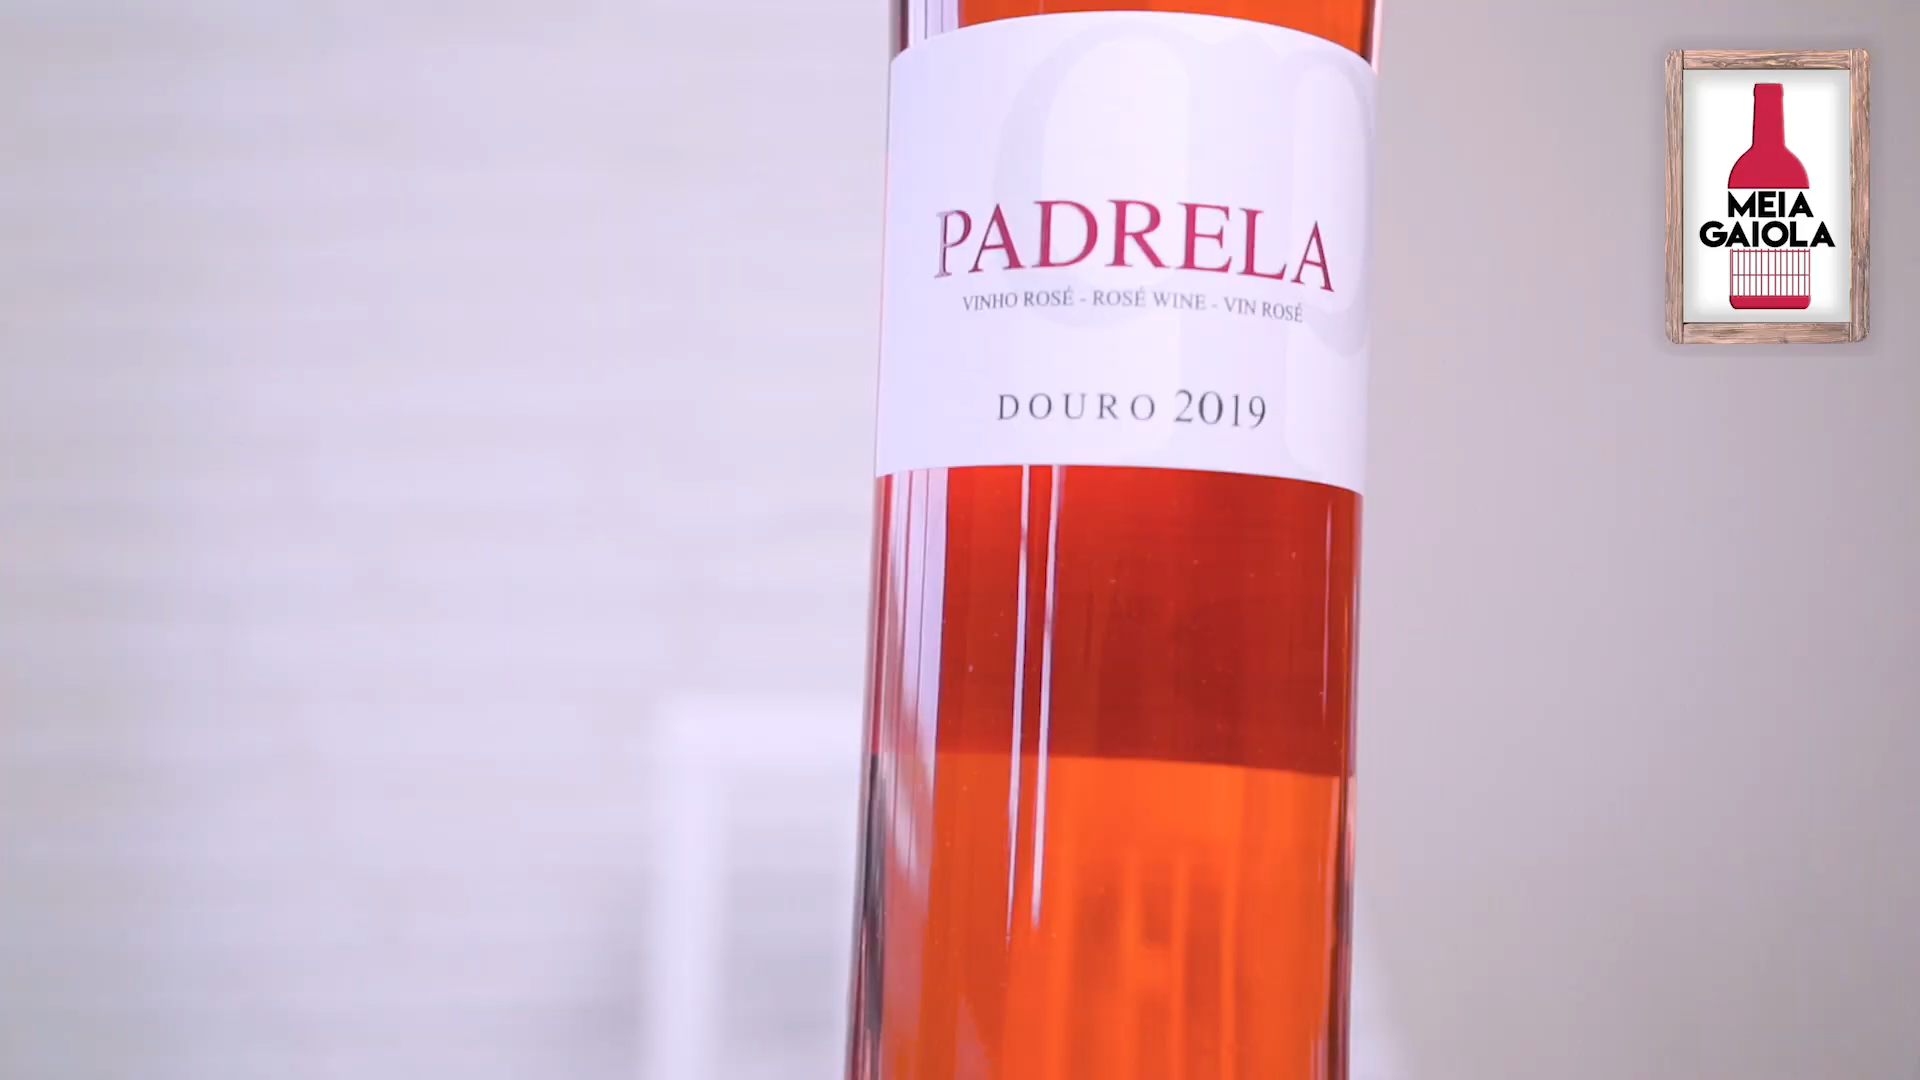 PADRELA
VINHO ROSÉ - ROSÉ WINE - VIN ROSÉ
DOURO 2019
MEIA
GAIOLA